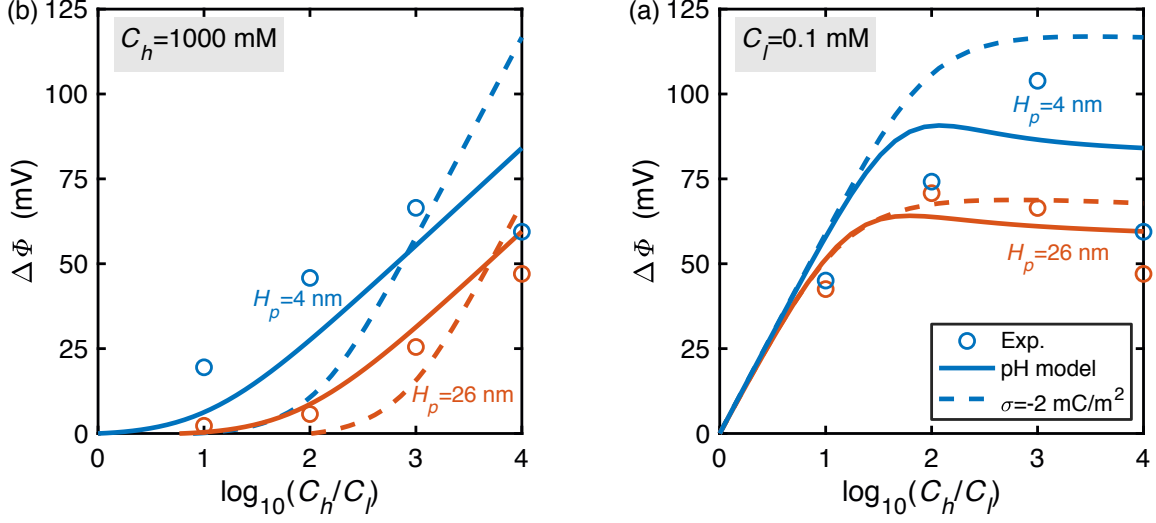 (b)
C_h=1000 mM
125
100
75
50
25
0
ΔΦ (mV)
H_p=4 nm
H_p=26 nm
0 1 2 3 4
log10(C_h/C_l)
(a)
C_l=0.1 mM
125
100
75
50
25
0
ΔΦ (mV)
H_p=4 nm
H_p=26 nm
Exp.
pH model
σ=-2 mC/m²
0 1 2 3 4
log10(C_h/C_l)